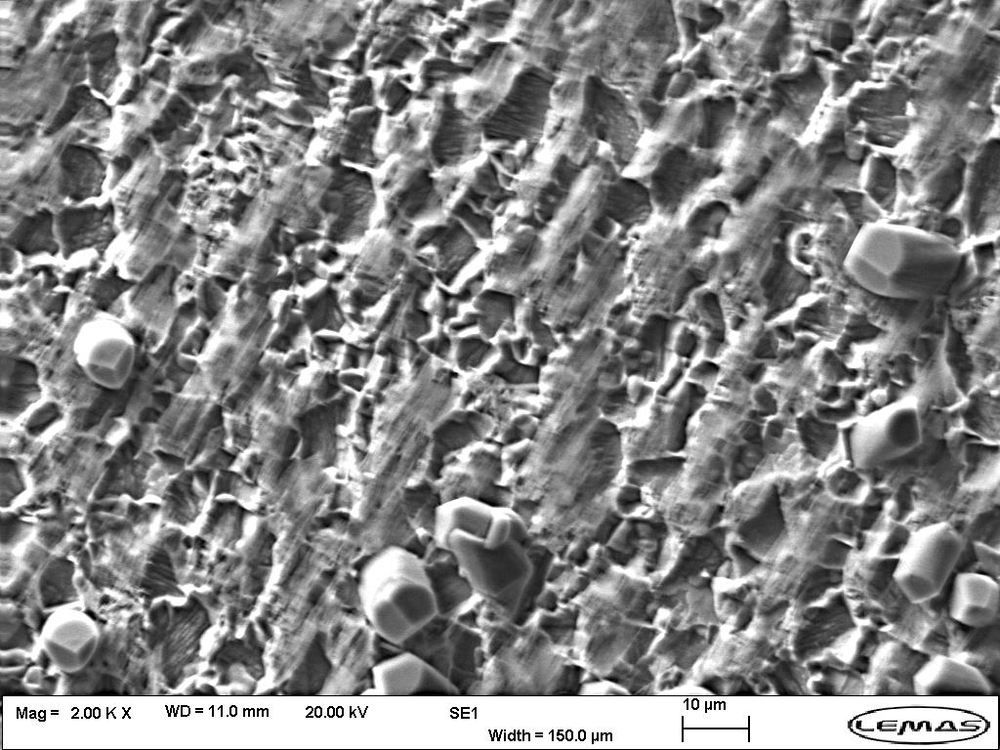 Mag = 2.00 K X WD = 11.0 mm 20.00 kV SE1 10 µm
Width = 150.0 µm
LEMAS